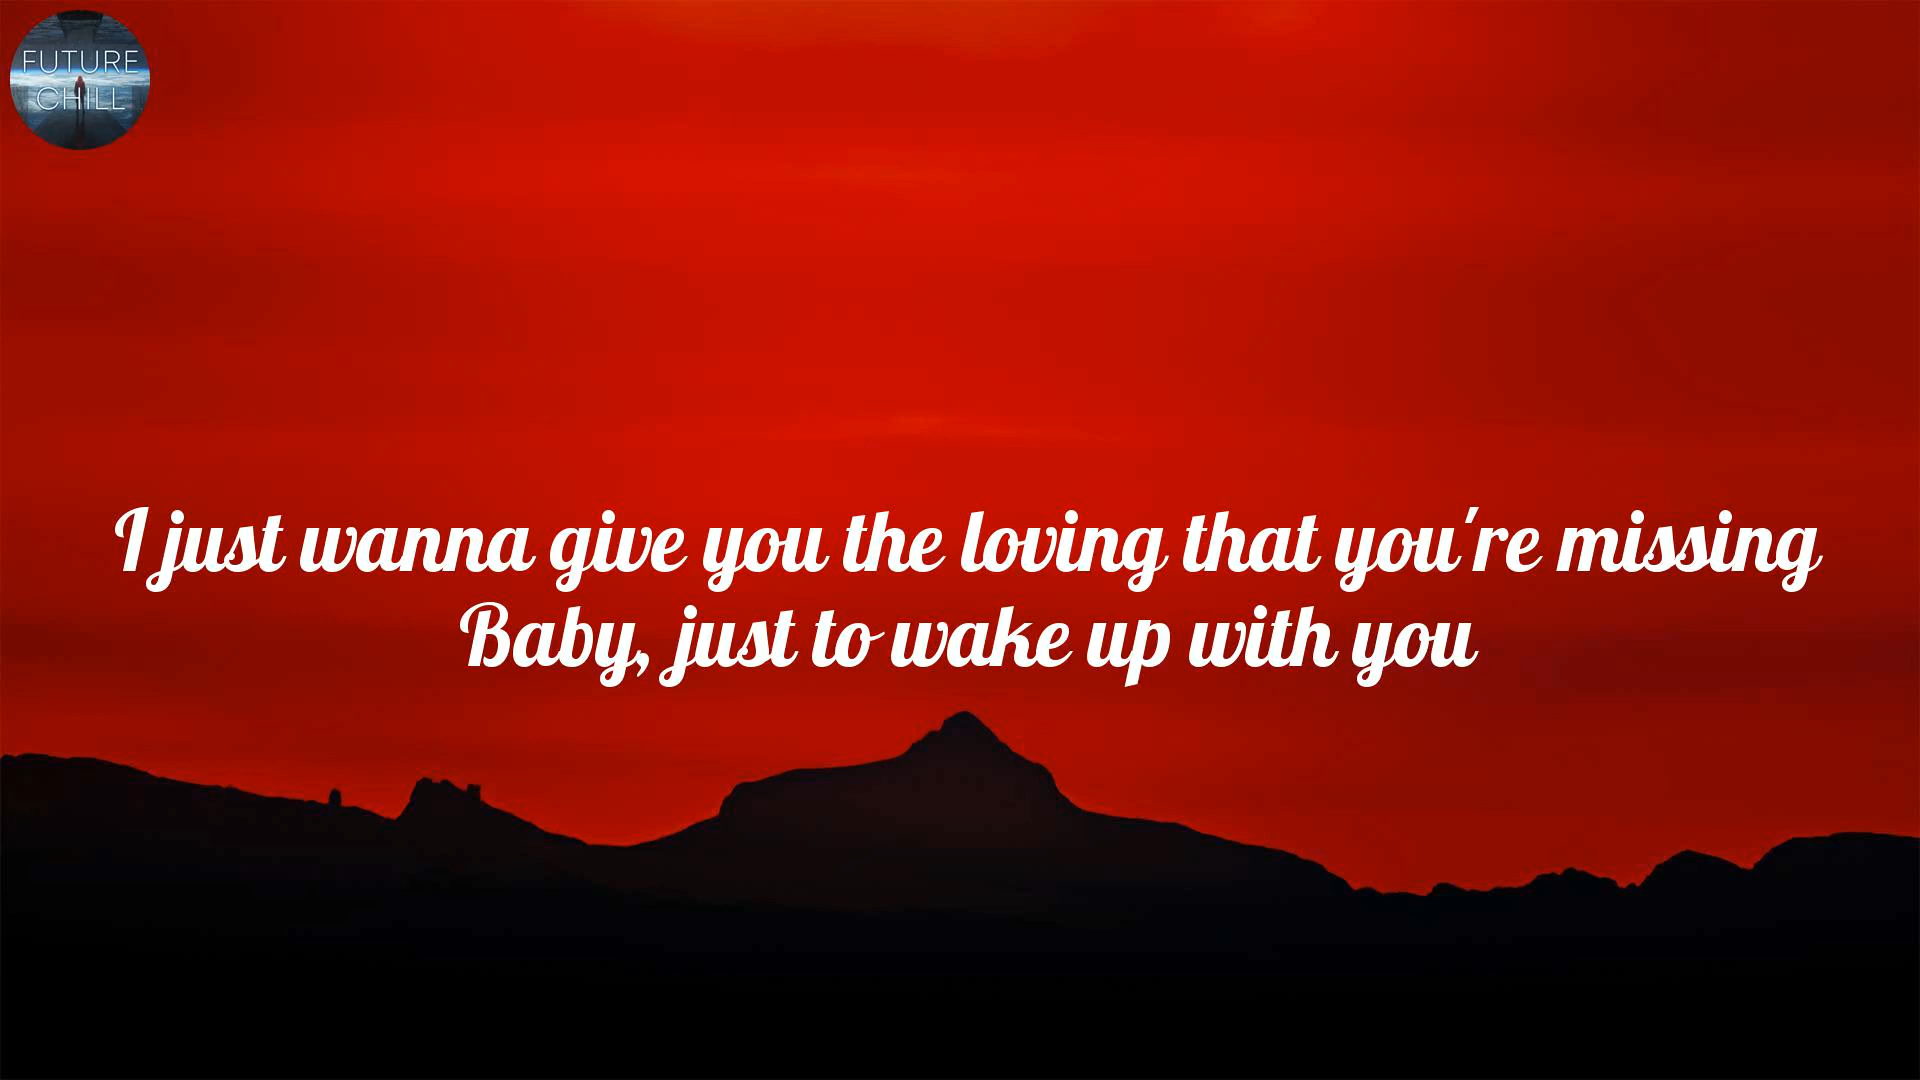 FUTURE
CHILL
I just wanna give you the loving that you're missing
Baby, just to wake up with you